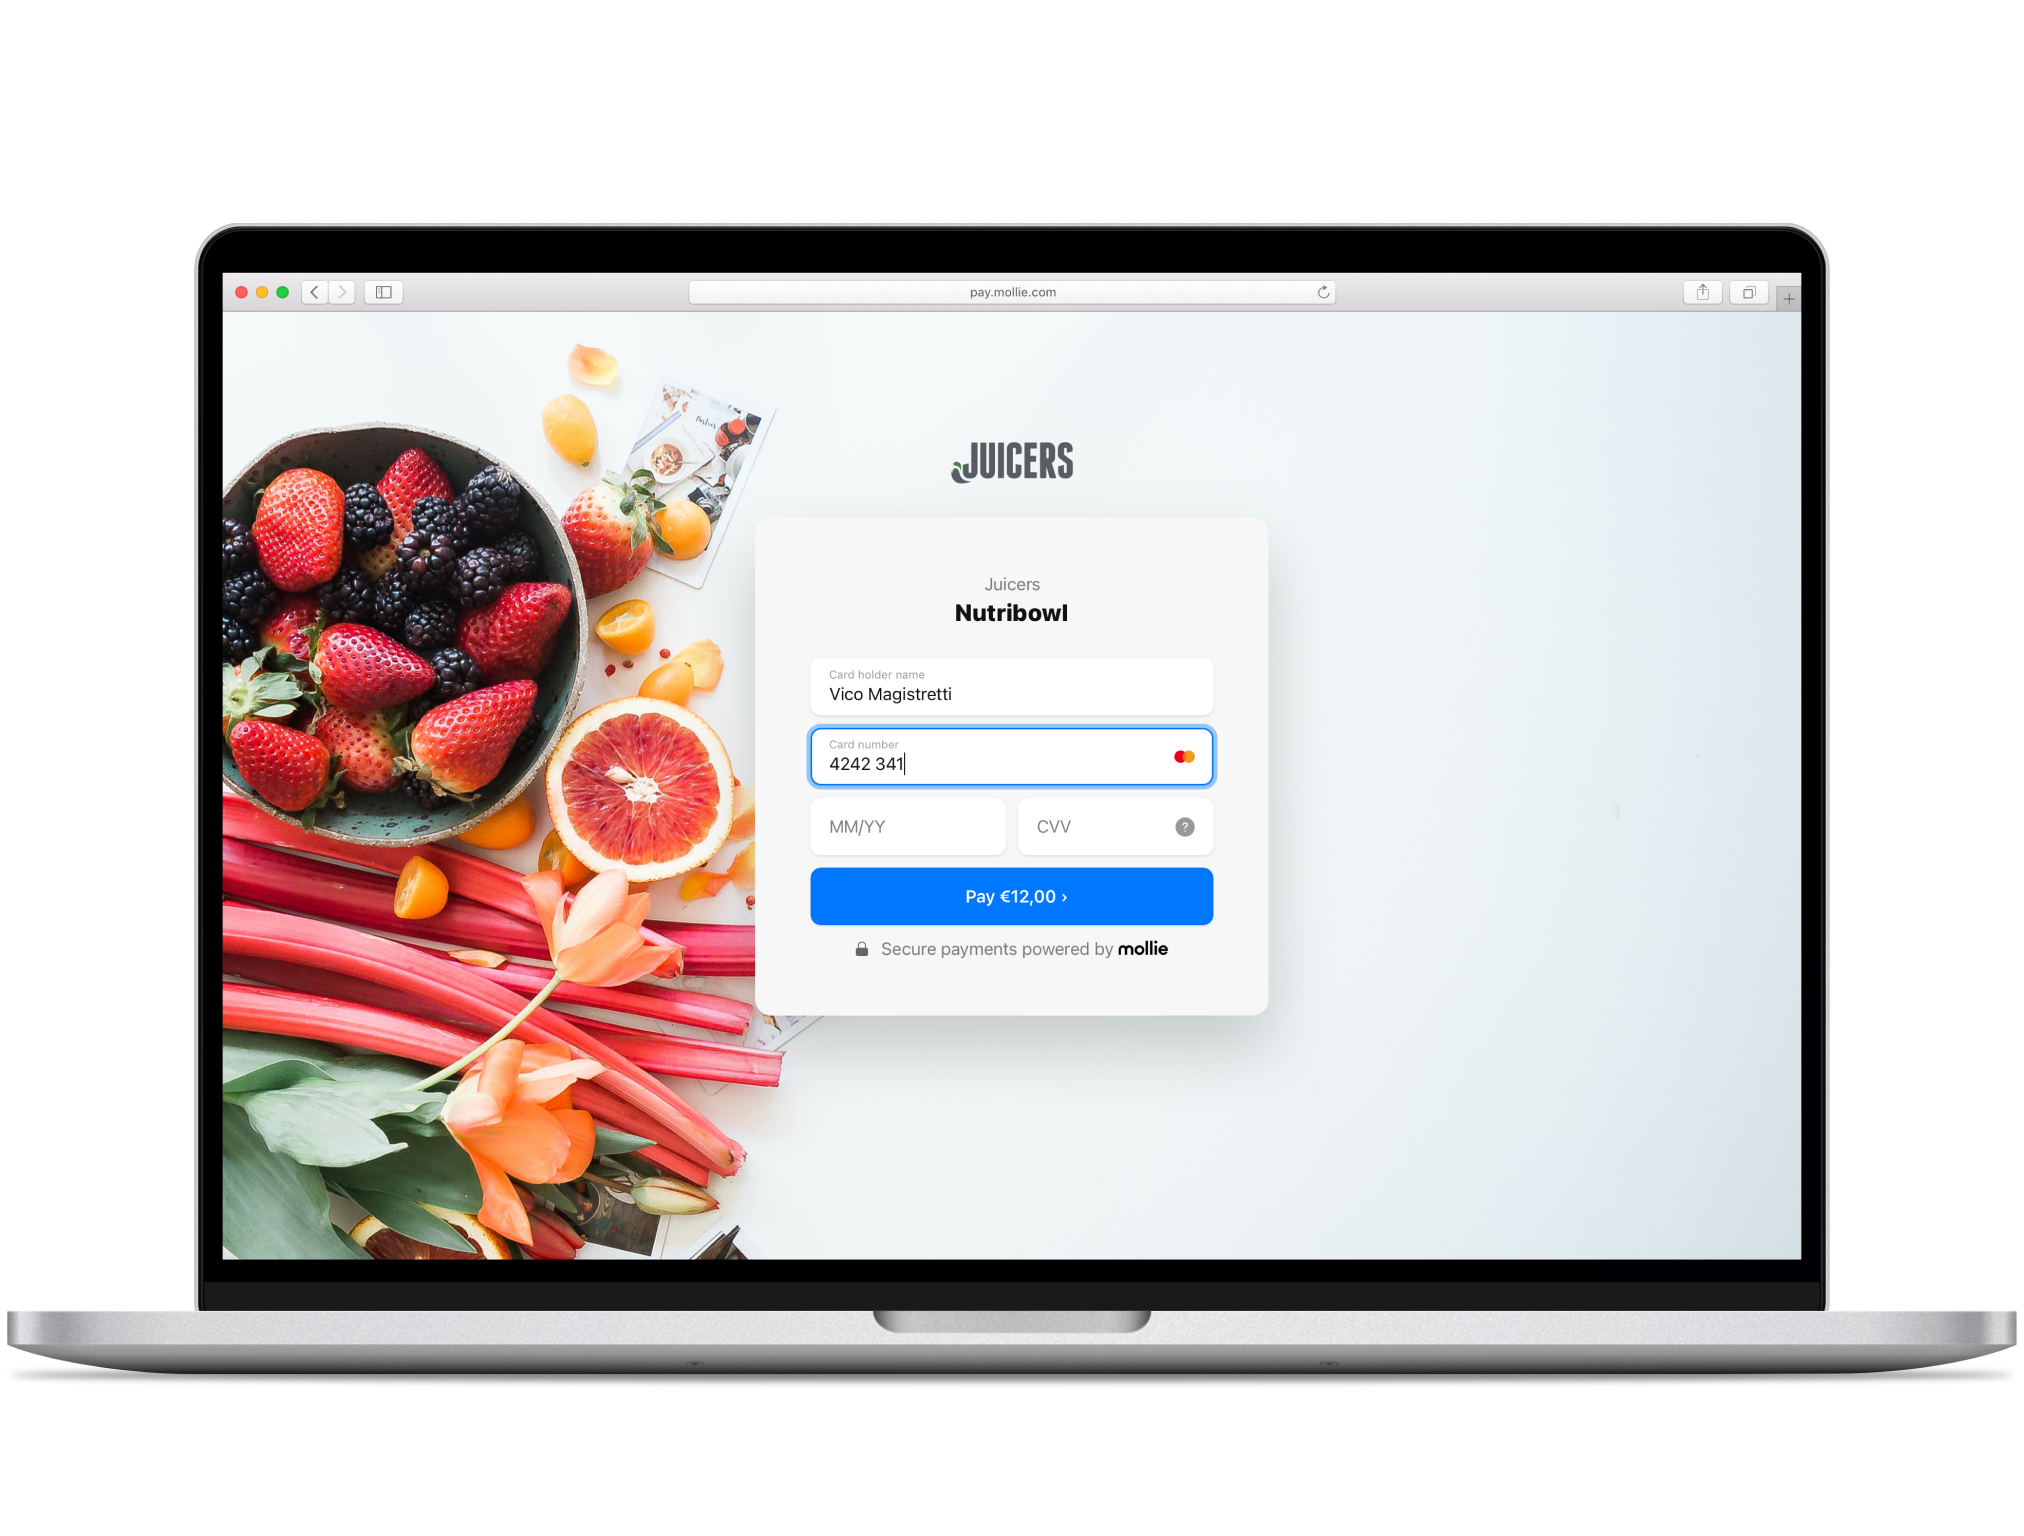 pay.mollie.com
Postres
JUICERS
Juicers
Nutribowl
Card holder name
Vico Magistretti
Card number
4242 341
MM/YY
CVV
?
Pay €12,00 ›
Secure payments powered by mollie